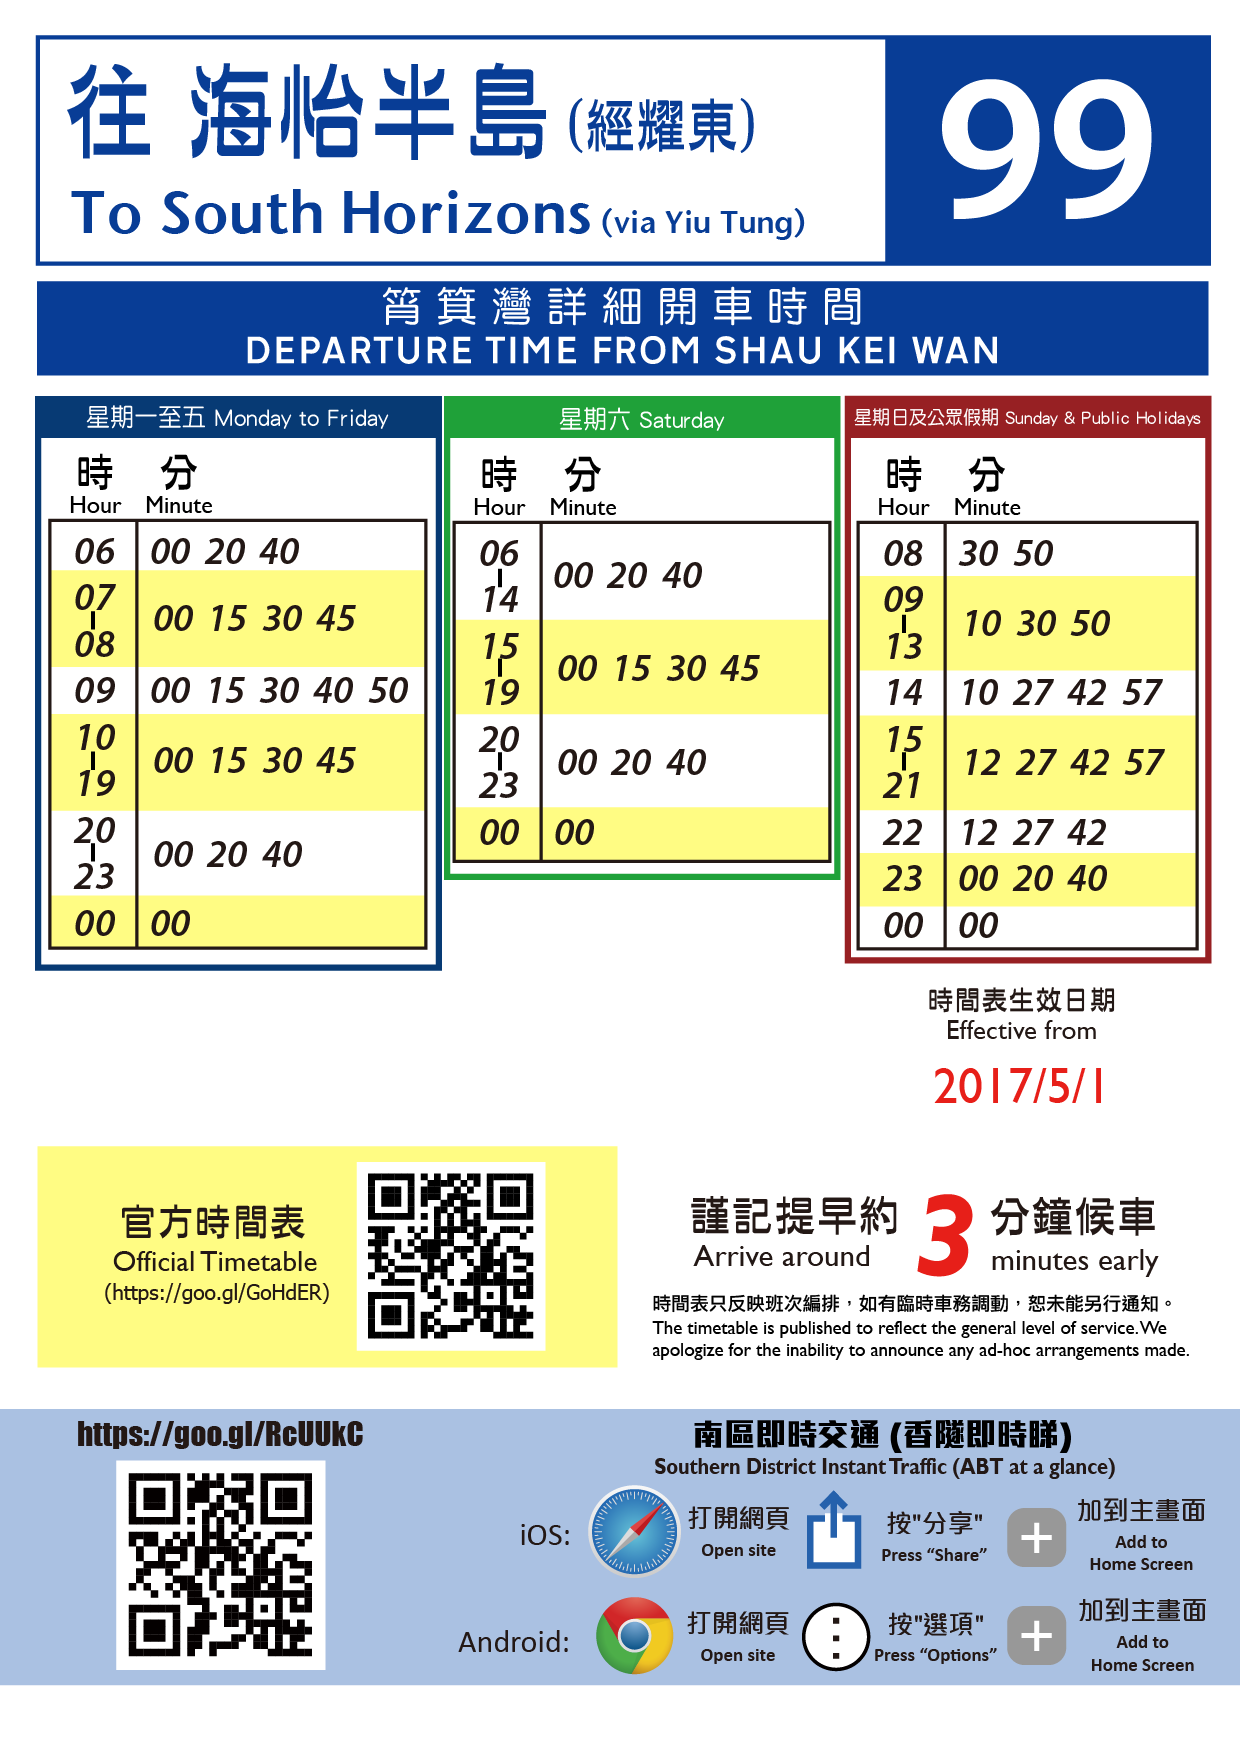 往 海怡半島 (經耀東)
To South Horizons (via Yiu Tung)
99
筲箕灣詳細開車時間
DEPARTURE TIME FROM SHAU KEI WAN
星期一至五 Monday to Friday
時 分
Hour Minute
06 00 20 40
07
|
08
00 15 30 45
09 00 15 30 40 50
10
|
19
00 15 30 45
20
|
23
00 20 40
00 00
星期六 Saturday
時 分
Hour Minute
06
|
14
00 20 40
15
|
19
00 15 30 45
20
|
23
00 20 40
00 00
星期日及公眾假期 Sunday & Public Holidays
時 分
Hour Minute
08 30 50
09
|
13
10 30 50
14 10 27 42 57
15
|
21
12 27 42 57
22 12 27 42
23 00 20 40
00 00
時間表生效日期
Effective from
2017/5/1
官方時間表
Official Timetable
(https://goo.gl/GoHdER)
謹記提早約 3 分鐘候車
Arrive around minutes early
時間表只反映班次編排，如有臨時車務調動，恕未能另行通知。
The timetable is published to reflect the general level of service. We
apologize for the inability to announce any ad-hoc arrangements made.
https://goo.gl/RcUUkC
南區即時交通 (香隧即時睇)
Southern District Instant Traffic (ABT at a glance)
iOS:
打開網頁
Open site
按"分享"
Press “Share”
加到主畫面
Add to
Home Screen
Android:
打開網頁
Open site
按"選項"
Press “Options”
加到主畫面
Add to
Home Screen